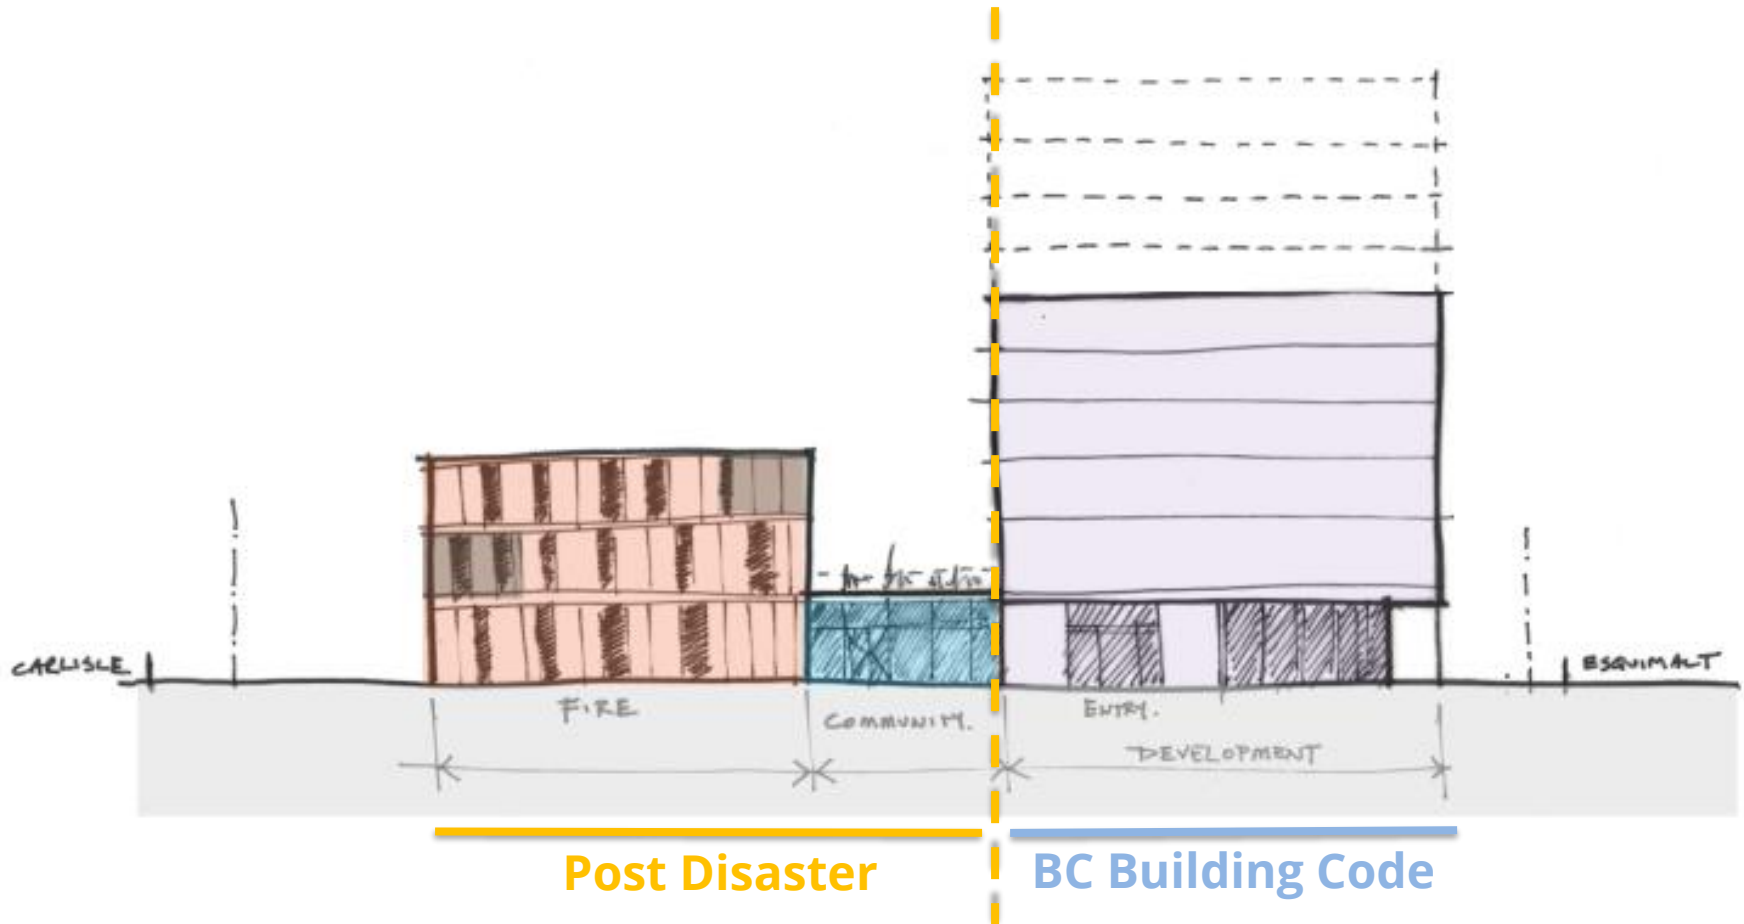 CARLISLE
ESQUIMALT
FIRE
COMMUNITY.
ENTRY.
DEVELOPMENT
Post Disaster
BC Building Code